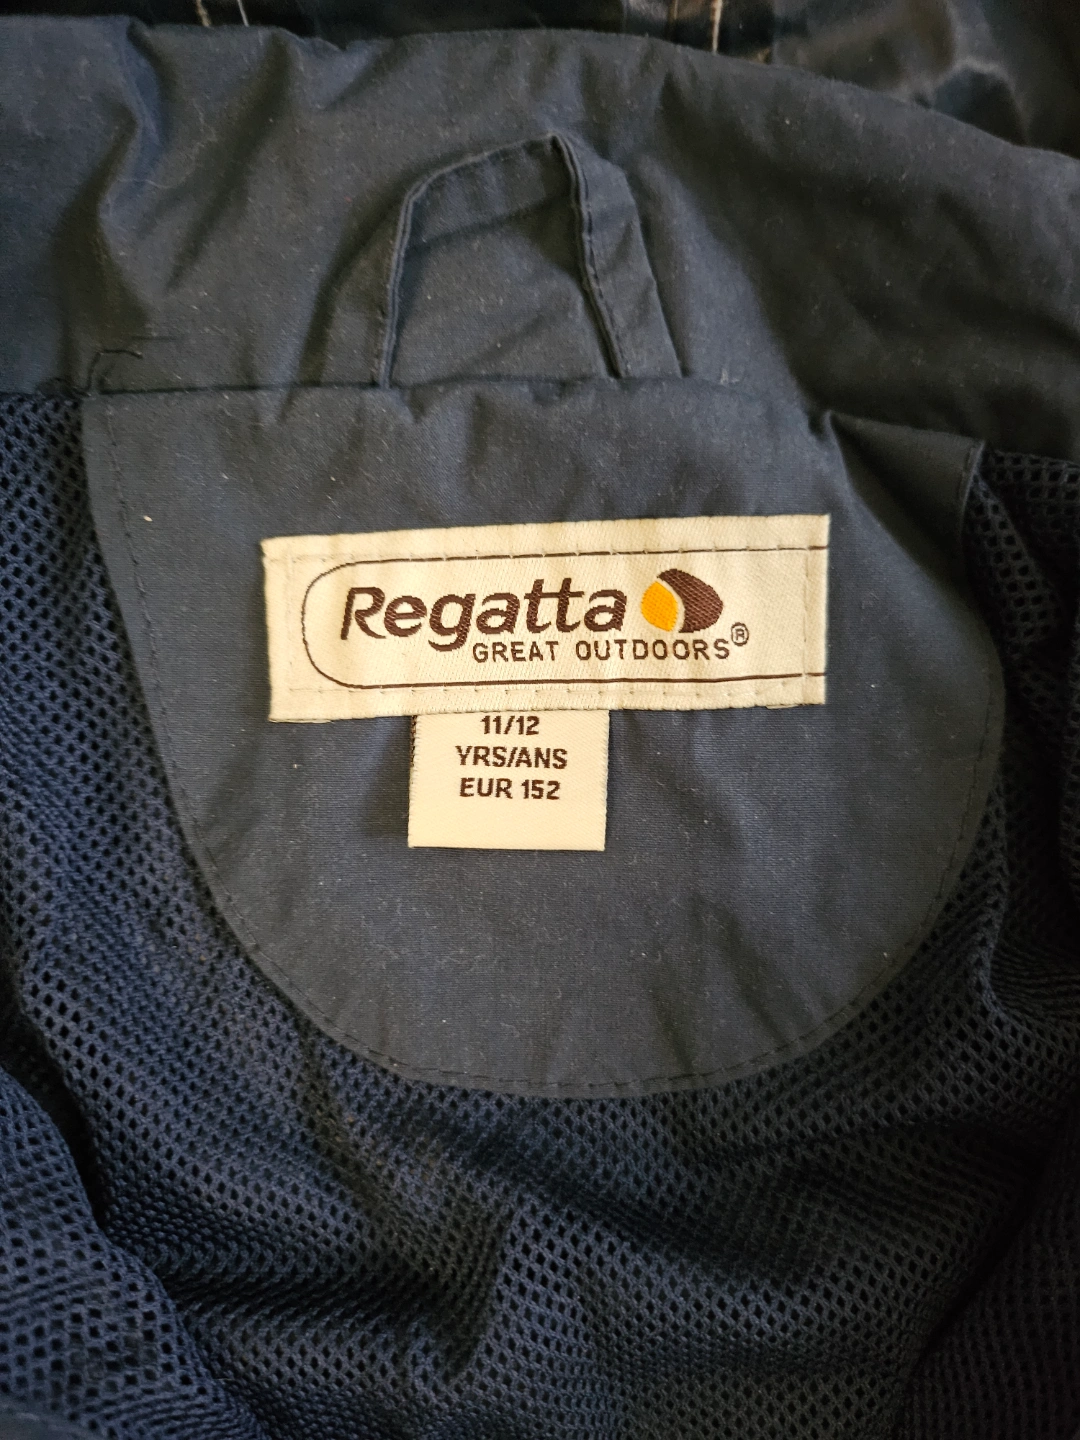 Regatta
GREAT OUTDOORS®
11/12
YRS/ANS
EUR 152